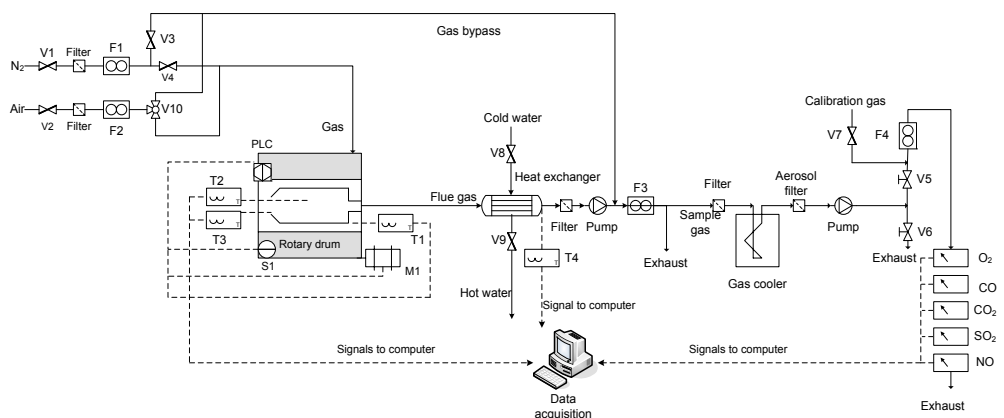 Gas bypass
V3
F1
V1
Filter
N₂
V4
Air
V2
Filter
F2
V10
Gas
PLC
T2
T
T3
T
Rotary drum
S1
T
T1
M1
Flue gas
Cold water
V8
Heat exchanger
V9
Hot water
Filter
Pump
T
T4
F3
Exhaust
Sample
gas
Filter
Gas cooler
Aerosol
filter
Pump
Calibration gas
V7
F4
V5
V6
Exhaust
O₂
CO
CO₂
SO₂
NO
Exhaust
Signal to computer
Signals to computer
Signals to computer
Data
acquisition